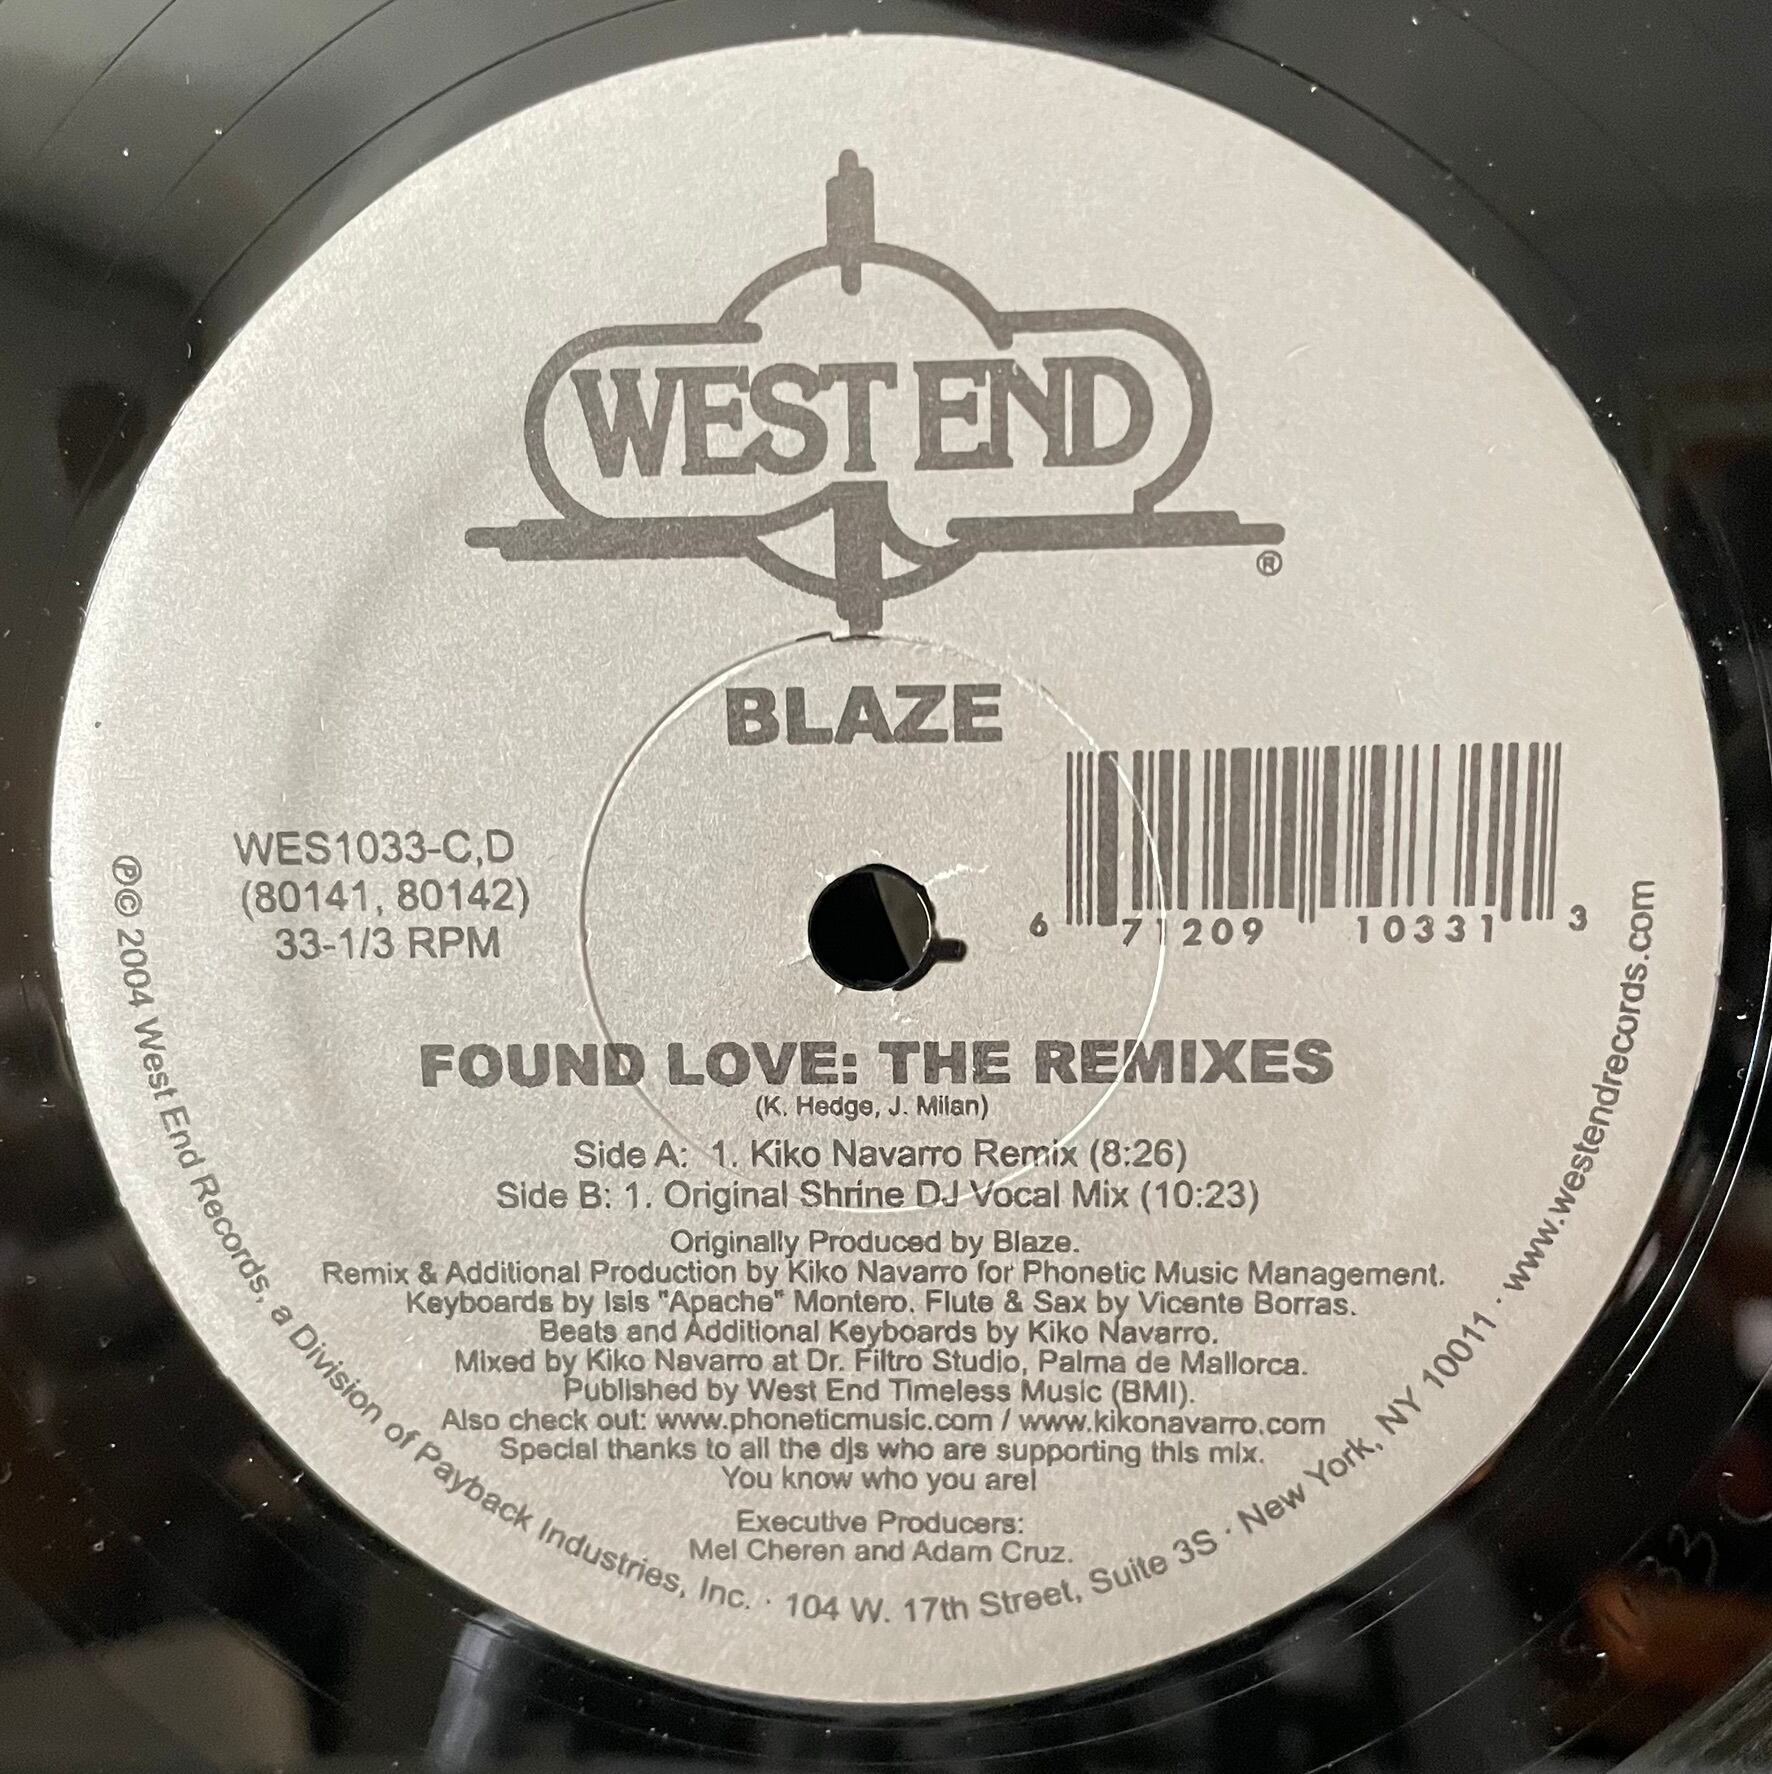 WEST END
®
BLAZE
WES1033-C,D
(80141, 80142)
33-1/3 RPM
6 71209 10331 3
FOUND LOVE: THE REMIXES
(K. Hedge, J. Milan)
Side A: 1. Kiko Navarro Remix (8:26)
Side B: 1. Original Shrine DJ Vocal Mix (10:23)
Originally Produced by Blaze.
Remix & Additional Production by Kiko Navarro for Phonetic Music Management.
Keyboards by Isis "Apache" Montero. Flute & Sax by Vicente Borras.
Beats and Additional Keyboards by Kiko Navarro.
Mixed by Kiko Navarro at Dr. Filtro Studio, Palma de Mallorca.
Published by West End Timeless Music (BMI).
Also check out: www.phoneticmusic.com / www.kikonavarro.com
Special thanks to all the djs who are supporting this mix.
You know who you are!
Executive Producers:
Mel Cheren and Adam Cruz.
℗© 2004 West End Records, a Division of Payback Industries, Inc. · 104 W. 17th Street, Suite 3S · New York, NY 10011 · www.westendrecords.com